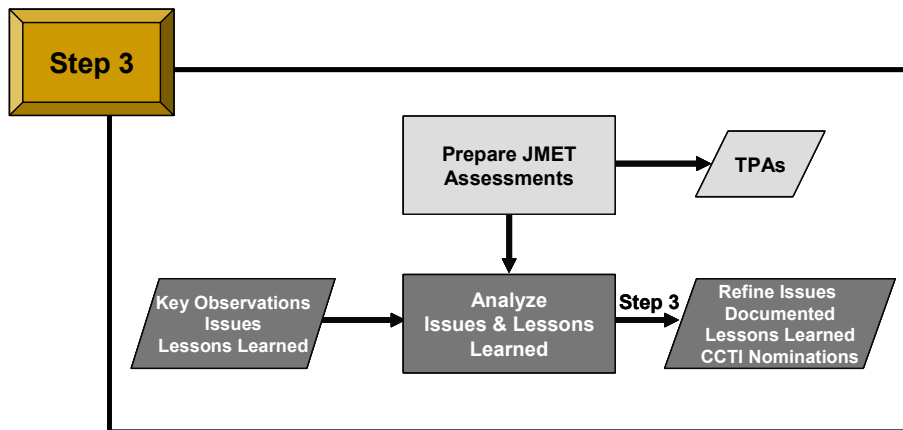 Step 3
Prepare JMET
Assessments
TPAs
Key Observations
Issues
Lessons Learned
Analyze
Issues & Lessons
Learned
Step 3
Refine Issues
Documented
Lessons Learned
CCTI Nominations